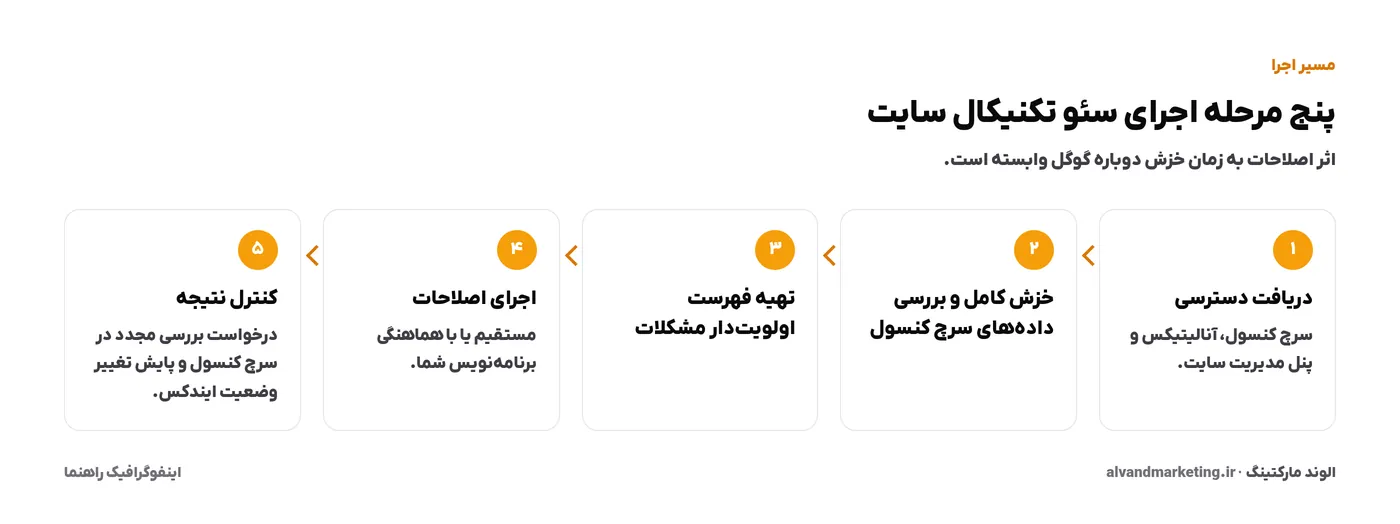 مسیر اجرا
پنج مرحله اجرای سئو تکنیکال سایت
اثر اصلاحات به زمان خزش دوباره گوگل وابسته است.
۱
دریافت دسترسی
سرچ کنسول، آنالیتیکس و
پنل مدیریت سایت.
۲
خزش کامل و بررسی
داده‌های سرچ کنسول
۳
تهیه فهرست
اولویت‌دار مشکلات
۴
اجرای اصلاحات
مستقیم یا با هماهنگی
برنامه‌نویس شما.
۵
کنترل نتیجه
درخواست بررسی مجدد در
سرچ کنسول و پایش تغییر
وضعیت ایندکس.
الوند مارکتینگ · alvandmarketing.ir
اینفوگرافیک راهنما